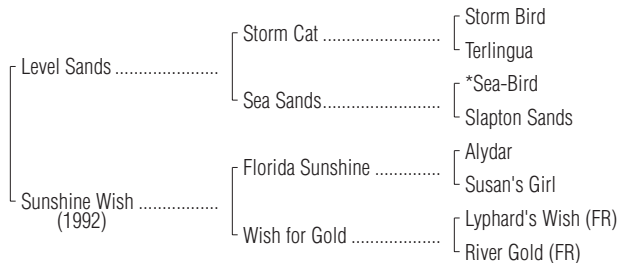 Storm Bird
Storm Cat ........................
Terlingua
Level Sands .....................
*Sea-Bird
Sea Sands........................
Slapton Sands
Alydar
Florida Sunshine ..............
Susan's Girl
Sunshine Wish ................
(1992)
Lyphard's Wish (FR)
Wish for Gold ..................
River Gold (FR)